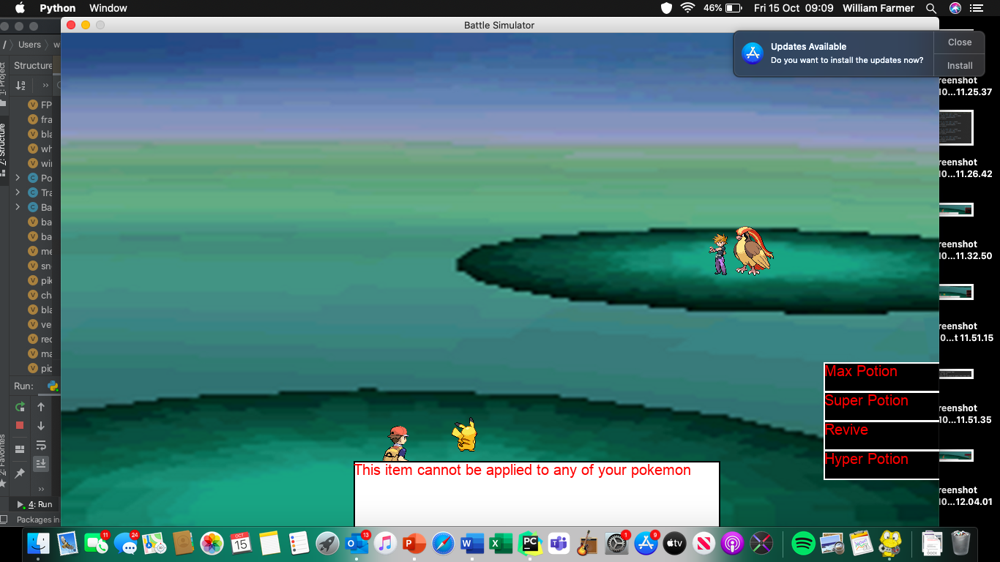 Python Window 46% Fri 15 Oct 09:09 William Farmer
Battle Simulator
Users
Structure
1: Project
2: Structure
FP
fra
bla
wh
wi
Po
Tra
Ba
ba
ba
me
sn
pik
ch
bla
ve
rec
ma
pic
Run:
2: Favorites
4: Run
Packages in
Updates Available
Do you want to install the updates now?
Close
Install
reenshot
10...11.25.37
reenshot
10...11.26.42
reenshot
10...11.32.50
reenshot
0...t 11.51.15
reenshot
10...11.51.35
reenshot
10...12.04.01
Max Potion
Super Potion
Revive
Hyper Potion
This item cannot be applied to any of your pokemon
11
24
OCT
15
13
P
W
X
PC
T
1
9
tv
DOCX